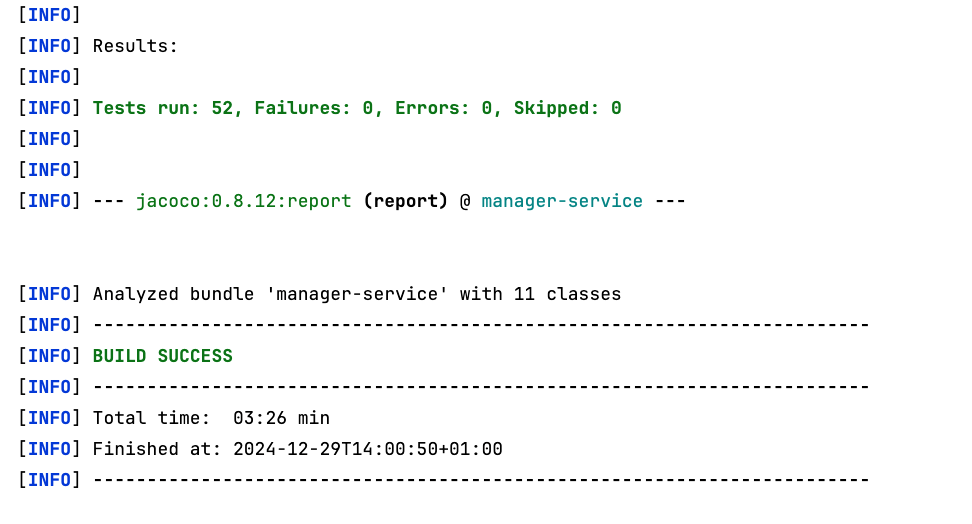 [INFO]
[INFO] Results:
[INFO]
[INFO] Tests run: 52, Failures: 0, Errors: 0, Skipped: 0
[INFO]
[INFO]
[INFO] --- jacoco:0.8.12:report (report) @ manager-service ---
[INFO] Analyzed bundle 'manager-service' with 11 classes
[INFO] ------------------------------------------------------------------------
[INFO] BUILD SUCCESS
[INFO] ------------------------------------------------------------------------
[INFO] Total time:  03:26 min
[INFO] Finished at: 2024-12-29T14:00:50+01:00
[INFO] ------------------------------------------------------------------------